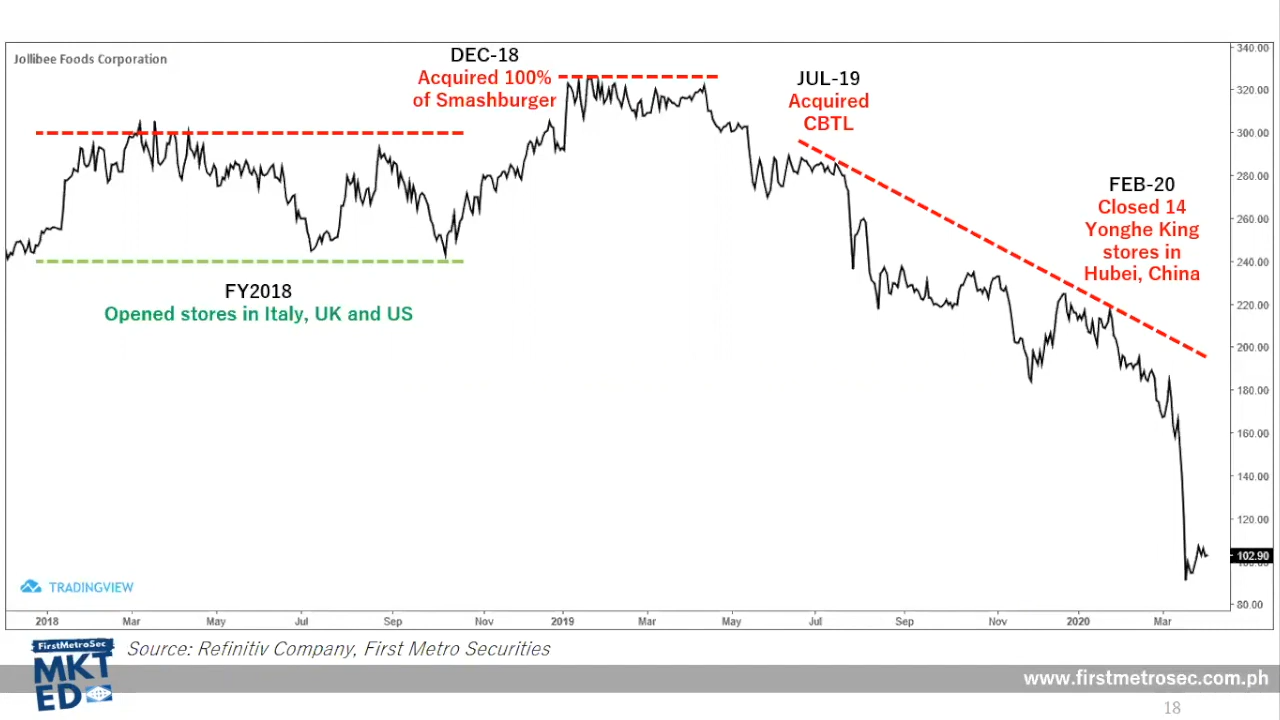 Jollibee Foods Corporation
DEC-18
Acquired 100%
of Smashburger
JUL-19
Acquired
CBTL
FEB-20
Closed 14
Yonghe King
stores in
Hubei, China
FY2018
Opened stores in Italy, UK and US
340.00
320.00
300.00
280.00
260.00
240.00
220.00
200.00
180.00
160.00
140.00
120.00
102.90
80.00
TRADINGVIEW
2018 Mar May Jul Sep Nov 2019 Mar May Jul Sep Nov 2020 Mar
FirstMetroSec
MKT
ED
Source: Refinitiv Company, First Metro Securities
www.firstmetrosec.com.ph
18